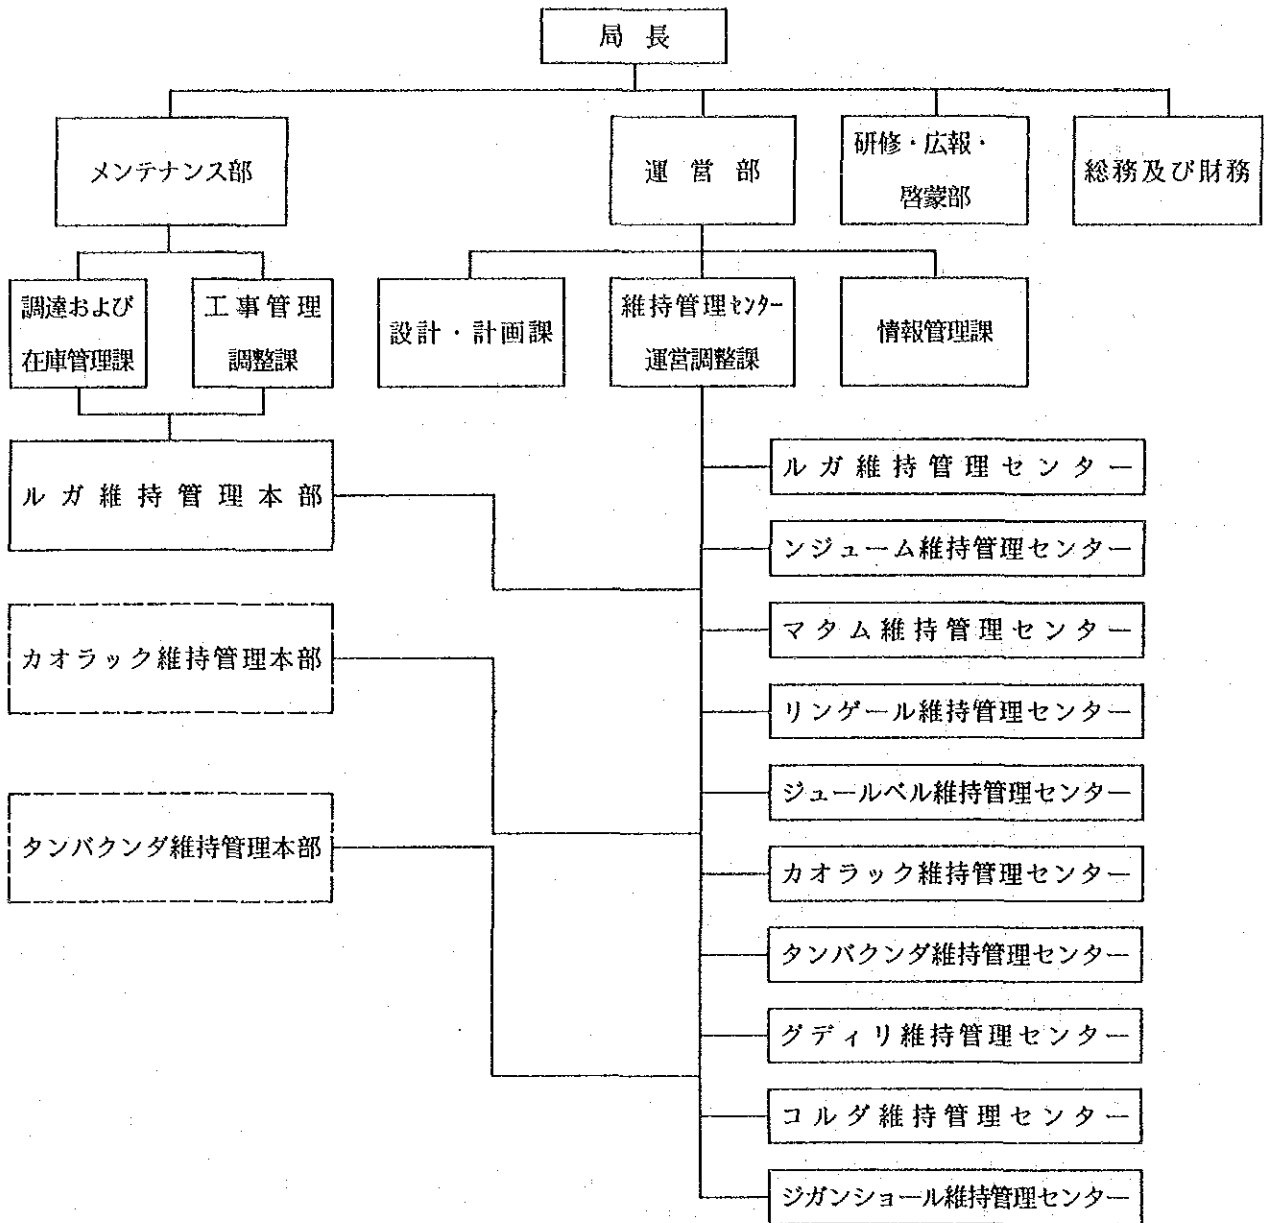 局長
メンテナンス部
運営部
研修・広報・
啓蒙部
総務及び財務
調達および
在庫管理課
工事管理
調整課
設計・計画課
維持管理センター
運営調整課
情報管理課
ルガ維持管理本部
カオラック維持管理本部
タンバクンダ維持管理本部
ルガ維持管理センター
ンジューム維持管理センター
マタム維持管理センター
リンゲール維持管理センター
ジュールベル維持管理センター
カオラック維持管理センター
タンバクンダ維持管理センター
グディリ維持管理センター
コルダ維持管理センター
ジガンショール維持管理センター